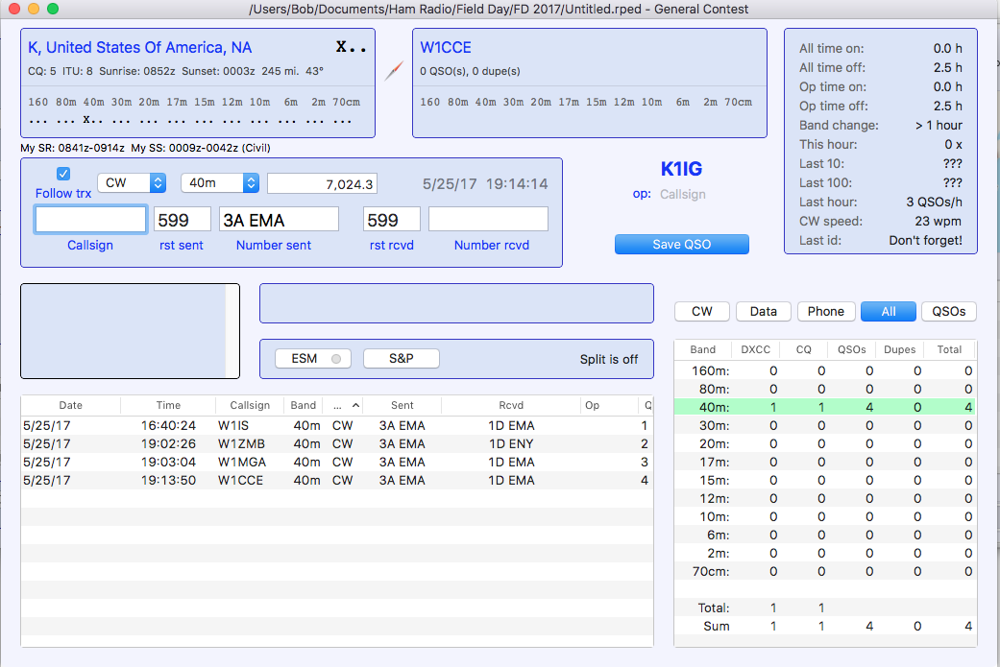 /Users/Bob/Documents/Ham Radio/Field Day/FD 2017/Untitled.rped - General Contest
K, United States Of America, NA X..
CQ: 5 ITU: 8 Sunrise: 0852z Sunset: 0003z 245 mi. 43°
160 80m 40m 30m 20m 17m 15m 12m 10m 6m 2m 70cm
... ... X.. ... ... ... ... ... ... ... ... ...
My SR: 0841z-0914z My SS: 0009z-0042z (Civil)
W1CCE
0 QSO(s), 0 dupe(s)
160 80m 40m 30m 20m 17m 15m 12m 10m 6m 2m 70cm
All time on: 0.0 h
All time off: 2.5 h
Op time on: 0.0 h
Op time off: 2.5 h
Band change: > 1 hour
This hour: 0 x
Last 10: ???
Last 100: ???
Last hour: 3 QSOs/h
CW speed: 23 wpm
Last id: Don't forget!
Follow trx CW 40m 7,024.3 5/25/17 19:14:14
599 3A EMA 599
Callsign rst sent Number sent rst rcvd Number rcvd
K1IG
op: Callsign
Save QSO
ESM S&P Split is off
CW Data Phone All QSOs
Date Time Callsign Band ... Sent Rcvd Op Q
5/25/17 16:40:24 W1IS 40m CW 3A EMA 1D EMA 1
5/25/17 19:02:26 W1ZMB 40m CW 3A EMA 1D ENY 2
5/25/17 19:03:04 W1MGA 40m CW 3A EMA 1D EMA 3
5/25/17 19:13:50 W1CCE 40m CW 3A EMA 1D EMA 4
Band DXCC CQ QSOs Dupes Total
160m: 0 0 0 0 0
80m: 0 0 0 0 0
40m: 1 1 4 0 4
30m: 0 0 0 0 0
20m: 0 0 0 0 0
17m: 0 0 0 0 0
15m: 0 0 0 0 0
12m: 0 0 0 0 0
10m: 0 0 0 0 0
6m: 0 0 0 0 0
2m: 0 0 0 0 0
70cm: 0 0 0 0 0
Total: 1 1
Sum 1 1 4 0 4